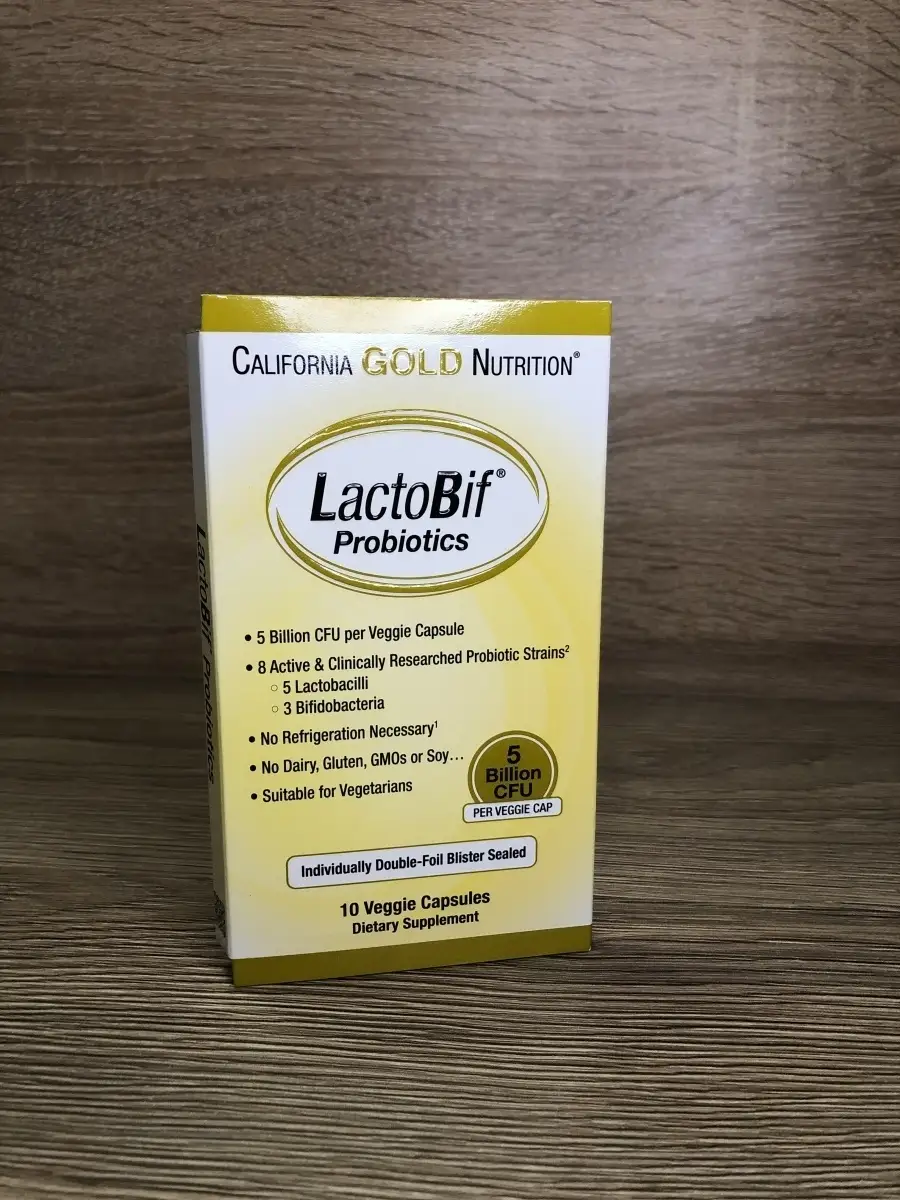 CALIFORNIA GOLD NUTRITION®
LactoBif®
Probiotics
• 5 Billion CFU per Veggie Capsule
• 8 Active & Clinically Researched Probiotic Strains²
○ 5 Lactobacilli
○ 3 Bifidobacteria
• No Refrigeration Necessary¹
• No Dairy, Gluten, GMOs or Soy...
• Suitable for Vegetarians
5
Billion
CFU
PER VEGGIE CAP
Individually Double-Foil Blister Sealed
10 Veggie Capsules
Dietary Supplement
LactoBif® Probiotics